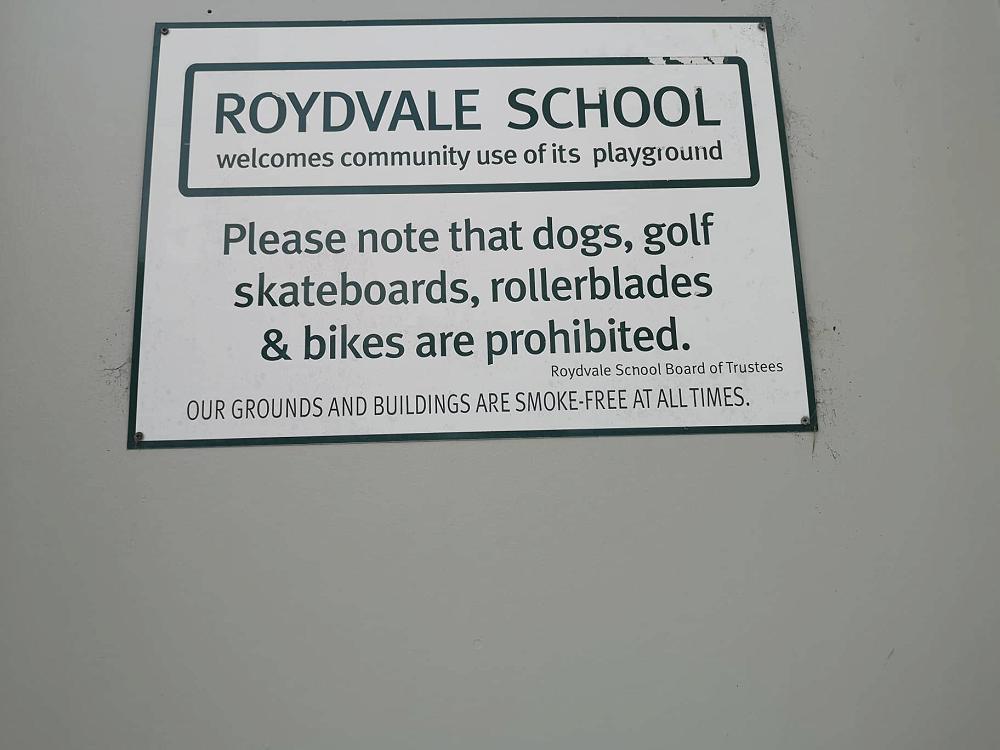 ROYDVALE SCHOOL
welcomes community use of its playground
Please note that dogs, golf
skateboards, rollerblades
& bikes are prohibited.
Roydvale School Board of Trustees
OUR GROUNDS AND BUILDINGS ARE SMOKE-FREE AT ALL TIMES.